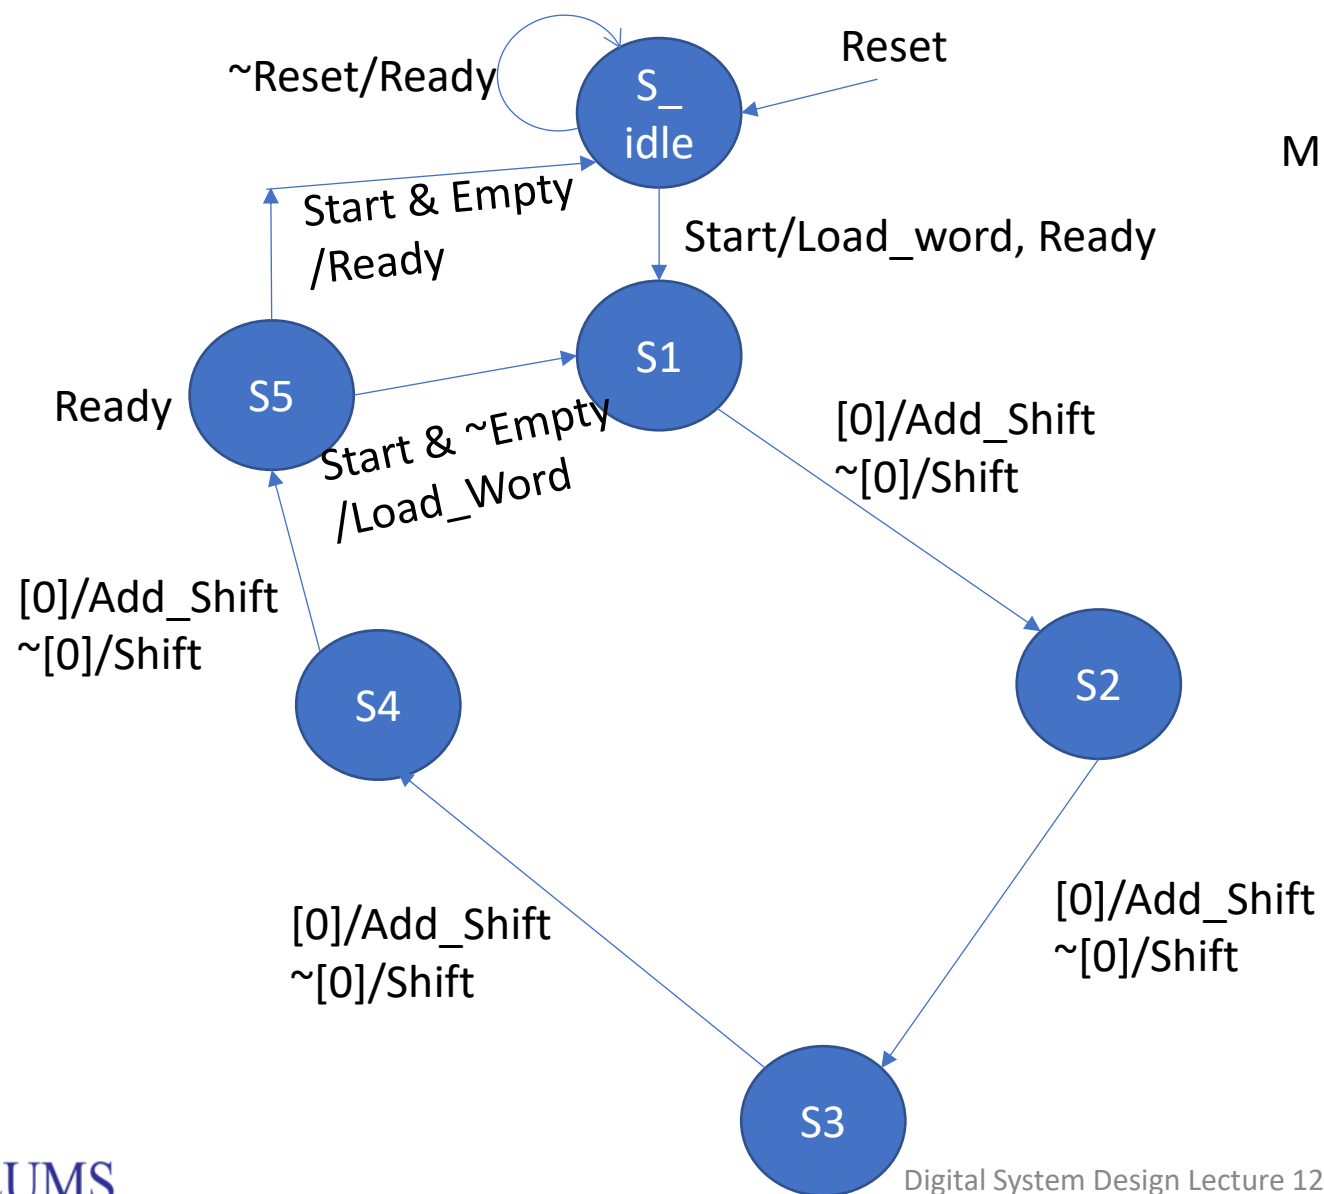 Reset
~Reset/Ready
S_
idle
M
Start & Empty
/Ready
Start/Load_word, Ready
S1
S5
Ready
[0]/Add_Shift
~[0]/Shift
Start & ~Empty
/Load_Word
[0]/Add_Shift
~[0]/Shift
S2
S4
[0]/Add_Shift
~[0]/Shift
[0]/Add_Shift
~[0]/Shift
S3
LUMS
Digital System Design Lecture 12